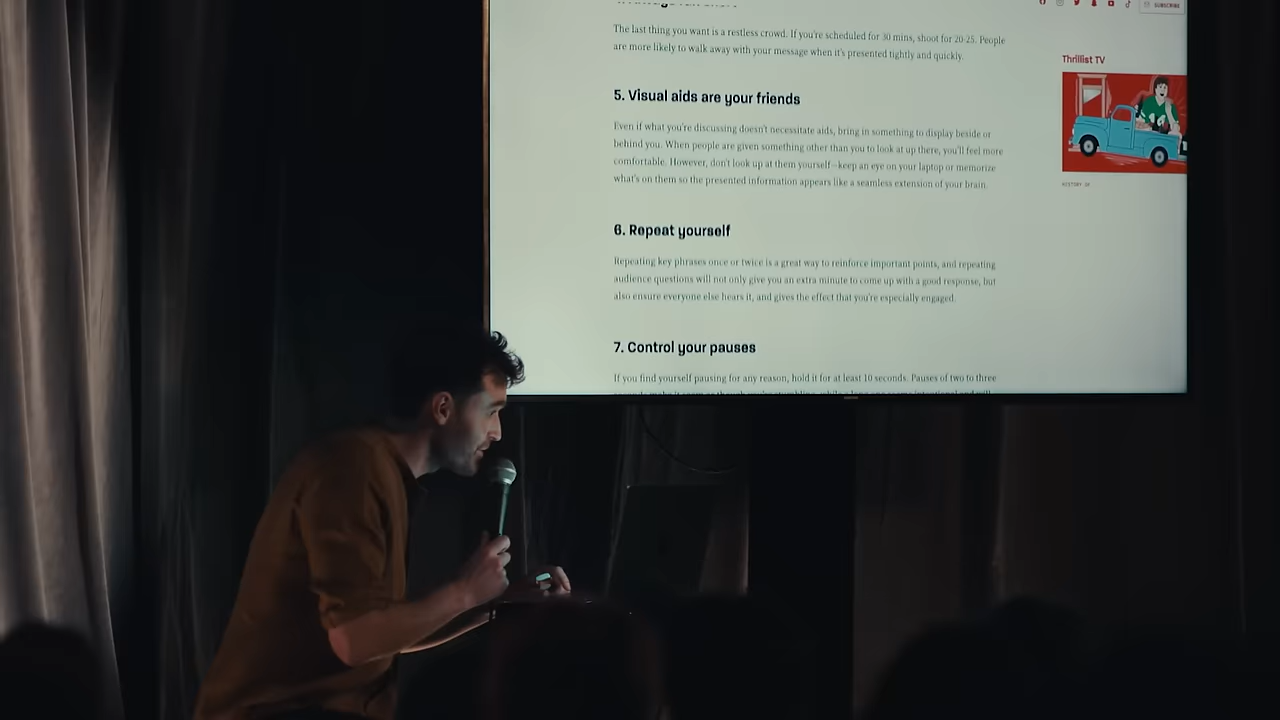 SUBSCRIBE
The last thing you want is a restless crowd. If you're scheduled for 30 mins, shoot for 20-25. People
are more likely to walk away with your message when it's presented tightly and quickly.
Thrillist TV
5. Visual aids are your friends
Even if what you're discussing doesn't necessitate aids, bring in something to display beside or
behind you. When people are given something other than you to look at up there, you'll feel more
comfortable. However, don't look up at them yourself—keep an eye on your laptop or memorize
what's on them so the presented information appears like a seamless extension of your brain.
HISTORY OF
6. Repeat yourself
Repeating key phrases once or twice is a great way to reinforce important points, and repeating
audience questions will not only give you an extra minute to come up with a good response, but
also ensure everyone else hears it, and gives the effect that you're especially engaged.
7. Control your pauses
If you find yourself pausing for any reason, hold it for at least 10 seconds. Pauses of two to three